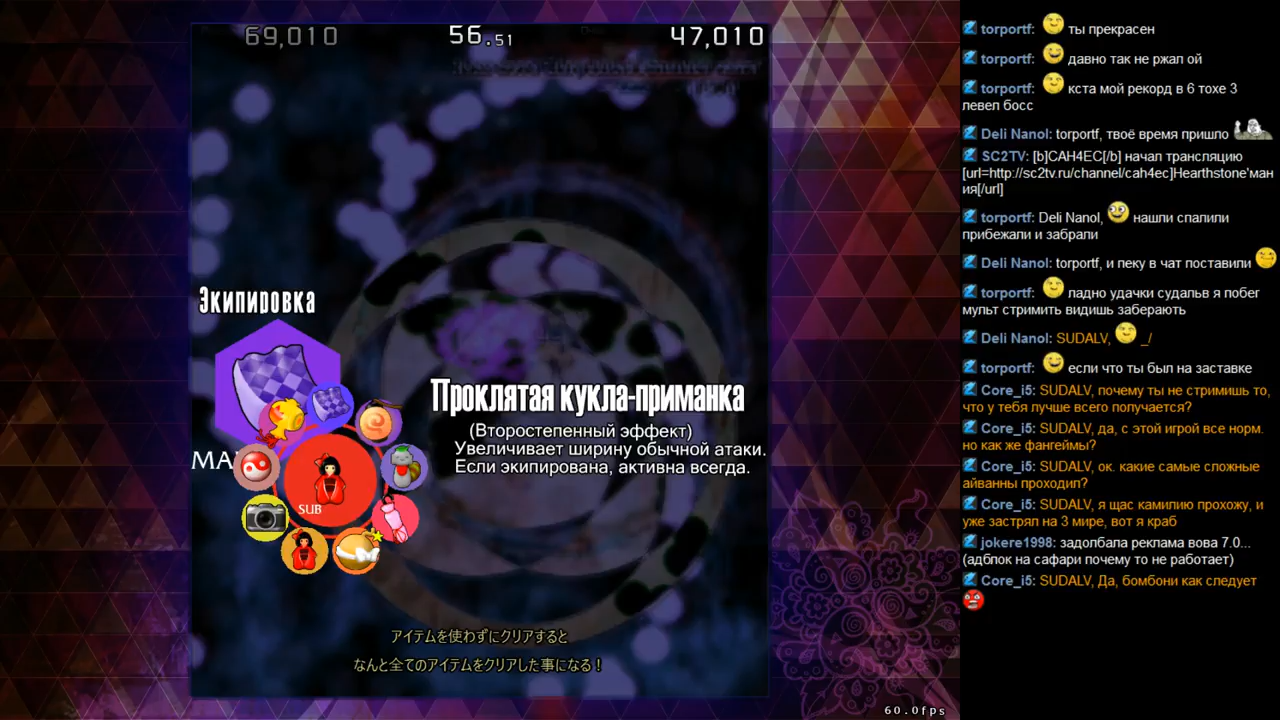 69,010
56.51
47,010
Экипировка
MA
SUB
Проклятая кукла-приманка
(Второстепенный эффект)
Увеличивает ширину обычной атаки.
Если экипирована, активна всегда.
アイテムを使わずにクリアすると
なんと全てのアイテムをクリアした事になる！
60.0fps
torportf: ты прекрасен
torportf: давно так не ржал ой
torportf: кста мой рекорд в 6 тохе 3
левел босс
Deli Nanol: torportf, твоё время пришло
SC2TV: [b]CAH4EC[/b] начал трансляцию
[url=http://sc2tv.ru/channel/cah4ec]Hearthstone'ман
ия[/url]
torportf: Deli Nanol, нашли спалили
прибежали и забрали
Deli Nanol: torportf, и пеку в чат поставили
torportf: ладно удачки судальв я побег
мульт стримить видишь заберають
Deli Nanol: SUDALV, _/
torportf: если что ты был на заставке
Core_i5: SUDALV, почему ты не стримишь то,
что у тебя лучше всего получается?
Core_i5: SUDALV, да, с этой игрой все норм.
но как же фангеймы?
Core_i5: SUDALV, ок. какие самые сложные
айванны проходил?
Core_i5: SUDALV, я щас камилию прохожу, и
уже застрял на 3 мире, вот я краб
jokere1998: задолбала реклама вова 7.0...
(адблок на сафари почему то не работает)
Core_i5: SUDALV, Да, бомбони как следует